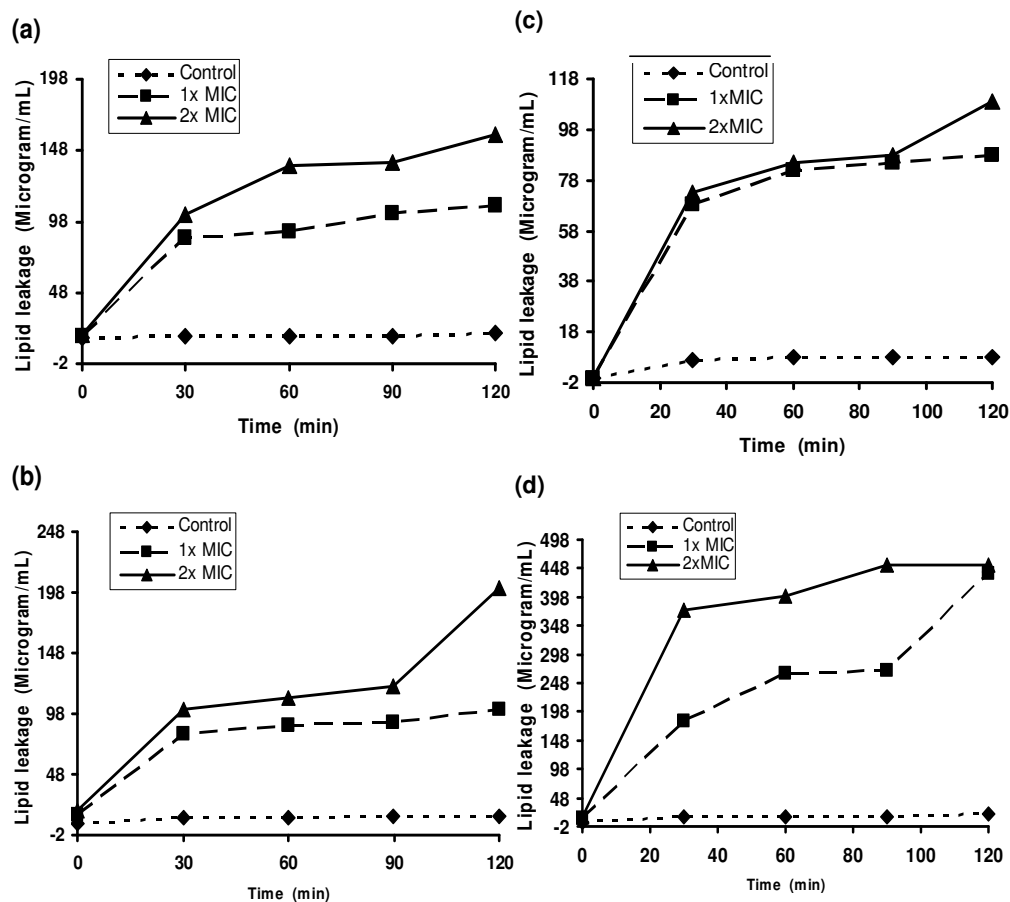 (a)
Control
1x MIC
2x MIC
Lipid leakage (Microgram/mL)
198
148
98
48
-2
0 30 60 90 120
Time (min)
(c)
Control
1xMIC
2xMIC
Lipid leakage (Microgram/mL)
118
98
78
58
38
18
-2
0 20 40 60 80 100 120
Time (min)
(b)
Control
1x MIC
2x MIC
Lipid leakage (Microgram/mL)
248
198
148
98
48
-2
0 30 60 90 120
Time (min)
(d)
Control
1x MIC
2xMIC
Lipid leakage (Microgram/mL)
498
448
398
348
298
248
198
148
98
48
-2
0 20 40 60 80 100 120
Time (min)